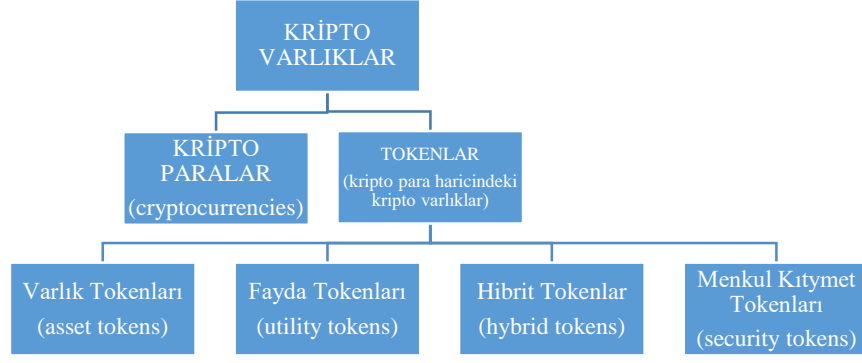 KRİPTO
VARLIKLAR
KRİPTO
PARALAR
(cryptocurrencies)
TOKENLAR
(kripto para haricindeki
kripto varlıklar)
Varlık Tokenları
(asset tokens)
Fayda Tokenları
(utility tokens)
Hibrit Tokenlar
(hybrid tokens)
Menkul Kıtymet
Tokenları
(security tokens)